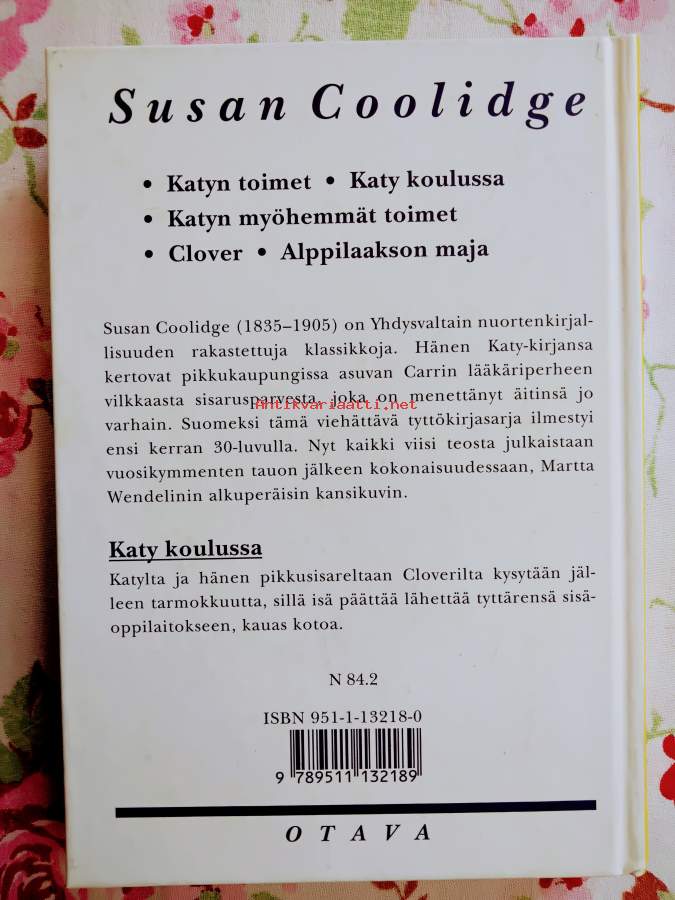 Susan Coolidge
• Katyn toimet • Katy koulussa
• Katyn myöhemmät toimet
• Clover • Alppilaakson maja
Susan Coolidge (1835–1905) on Yhdysvaltain nuortenkirjal-
lisuuden rakastettuja klassikkoja. Hänen Katy-kirjansa
kertovat pikkukaupungissa asuvan Carrin lääkäriperheen
vilkkaasta sisarusparvesta, joka on menettänyt äitinsä jo
Antikvariaatti.net
varhain. Suomeksi tämä viehättävä tyttökirjasarja ilmestyi
ensi kerran 30-luvulla. Nyt kaikki viisi teosta julkaistaan
vuosikymmenten tauon jälkeen kokonaisuudessaan, Martta
Wendelinin alkuperäisin kansikuvin.
Katy koulussa
Katylta ja hänen pikkusisareltaan Cloverilta kysytään jäl-
leen tarmokkuutta, sillä isä päättää lähettää tyttärensä sisä-
oppilaitokseen, kauas kotoa.
N 84.2
ISBN 951-1-13218-0
9 789511 132189
OTAVA